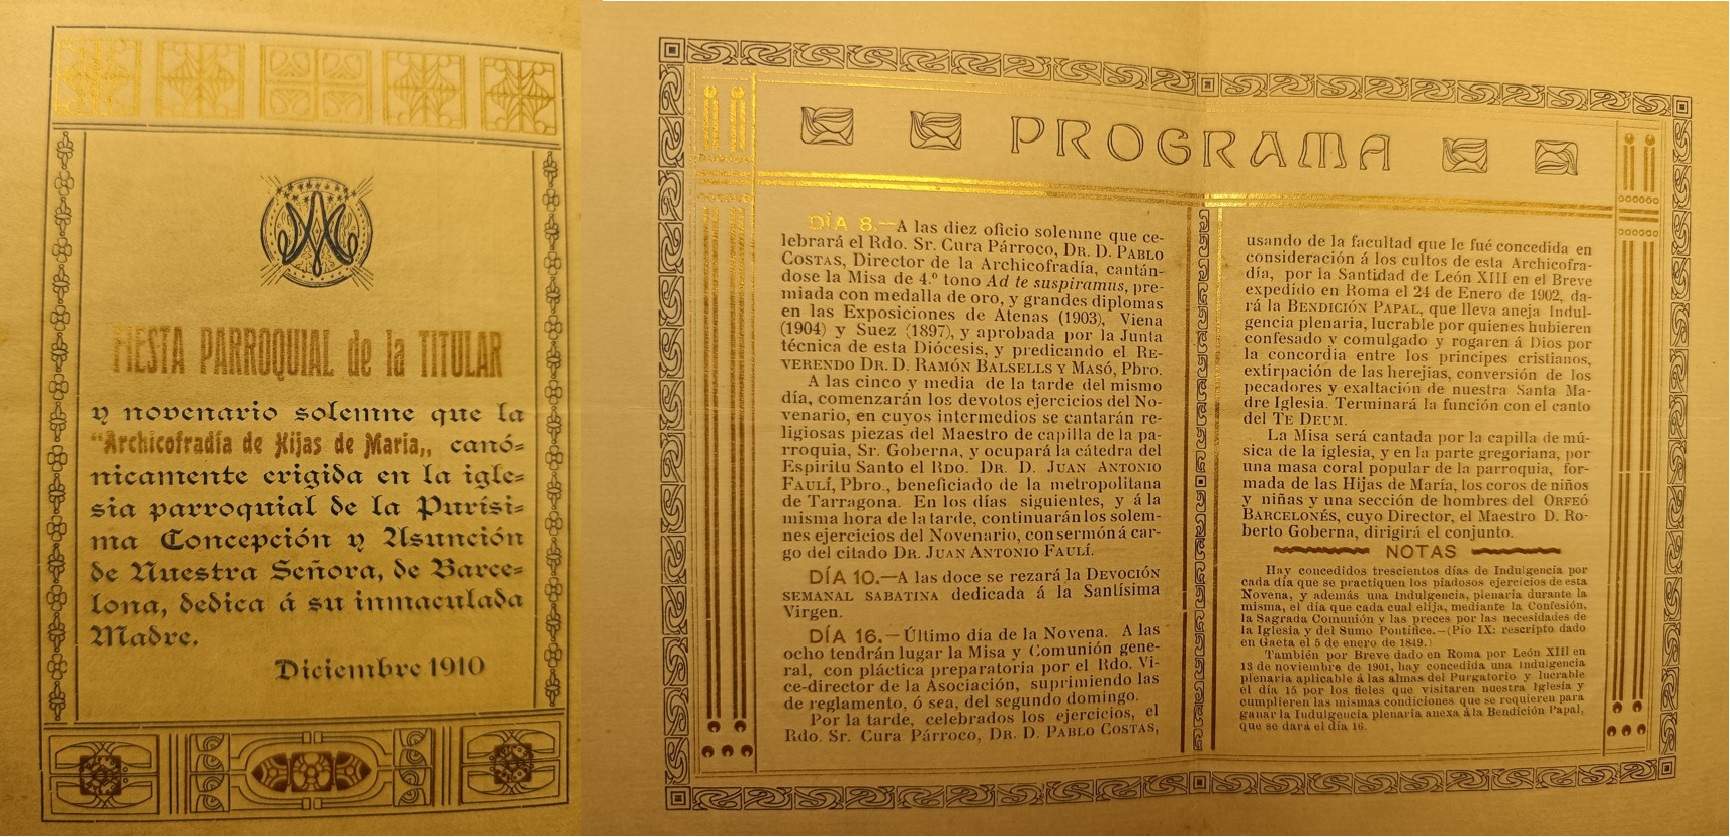 FIESTA PARROQUIAL de la TITULAR
y novenario solemne que la
"Archicofradía de Hijas de María,, canó=
nicamente erigida en la igle=
sia parroquial de la Purísi=
ma Concepción y Asunción
de Nuestra Señora, de Barce=
lona, dedica á su inmaculada
Madre.
Diciembre 1910
PROGRAMA
DÍA 8.—A las diez oficio solemne que ce-
lebrará el Rdo. Sr. Cura Párroco, DR. D. PABLO
COSTAS, Director de la Archicofradía, cantán-
dose la Misa de 4.º tono Ad te suspiramus, pre-
miada con medalla de oro, y grandes diplomas
en las Exposiciones de Atenas (1903), Viena
(1904) y Suez (1897), y aprobada por la Junta
técnica de esta Diócesis, y predicando el RE-
VERENDO DR. D. RAMÓN BALSELLS Y MASÓ, Pbro.
A las cinco y media de la tarde del mismo
día, comenzarán los devotos ejercicios del No-
venario, en cuyos intermedios se cantarán re-
ligiosas piezas del Maestro de capilla de la pa-
rroquia, Sr. Goberna, y ocupará la cátedra del
Espíritu Santo el RDO. DR. D. JUAN ANTONIO
FAULÍ, Pbro., beneficiado de la metropolitana
de Tarragona. En los días siguientes, y á la
misma hora de la tarde, continuarán los solem-
nes ejercicios del Novenario, con sermón á car-
go del citado DR. JUAN ANTONIO FAULÍ.
DÍA 10.—A las doce se rezará la DEVOCIÓN
SEMANAL SABATINA dedicada á la Santísima
Virgen.
DÍA 16.—Último día de la Novena. A las
ocho tendrán lugar la Misa y Comunión gene-
ral, con plática preparatoria por el Rdo. Vi-
ce-director de la Asociación, suprimiendo las
de reglamento, ó sea, del segundo domingo.
Por la tarde, celebrados los ejercicios, el
Rdo. Sr. Cura Párroco, DR. D. PABLO COSTAS,
usando de la facultad que le fué concedida en
consideración á los cultos de esta Archicofra-
día, por la Santidad de León XIII en el Breve
expedido en Roma el 24 de Enero de 1902, da-
rá la BENDICIÓN PAPAL, que lleva aneja Indul-
gencia plenaria, lucrable por quienes hubieren
confesado y comulgado y rogaren á Dios por
la concordia entre los príncipes cristianos,
extirpación de las herejías, conversión de los
pecadores y exaltación de nuestra Santa Ma-
dre Iglesia. Terminará la función con el canto
del TE DEUM.
La Misa será cantada por la capilla de mú-
sica de la iglesia, y en la parte gregoriana, por
una masa coral popular de la parroquia, for-
mada de las Hijas de María, los coros de niños
y niñas y una sección de hombres del ORFEÓ
BARCELONÉS, cuyo Director, el Maestro D. Ro-
berto Goberna, dirigirá el conjunto.
NOTAS
Hay concedidos trescientos días de Indulgencia por
cada día que se practiquen los piadosos ejercicios de esta
Novena, y además una Indulgencia, plenaria durante la
misma, el día que cada cual elija, mediante la Confesión,
la Sagrada Comunión y las preces por las necesidades de
la Iglesia y del Sumo Pontífice.—(Pío IX: rescripto dado
en Gaeta el 5 de enero de 1849.)
También por Breve dado en Roma por León XIII en
13 de noviembre de 1901, hay concedida una indulgencia
plenaria aplicable á las almas del Purgatorio y lucrable
el día 15 por los fieles que visitaren nuestra Iglesia y
cumplieren las mismas condiciones que se requieren para
ganar la Indulgencia plenaria anexa á la Bendición Papal,
que se dará el día 16.